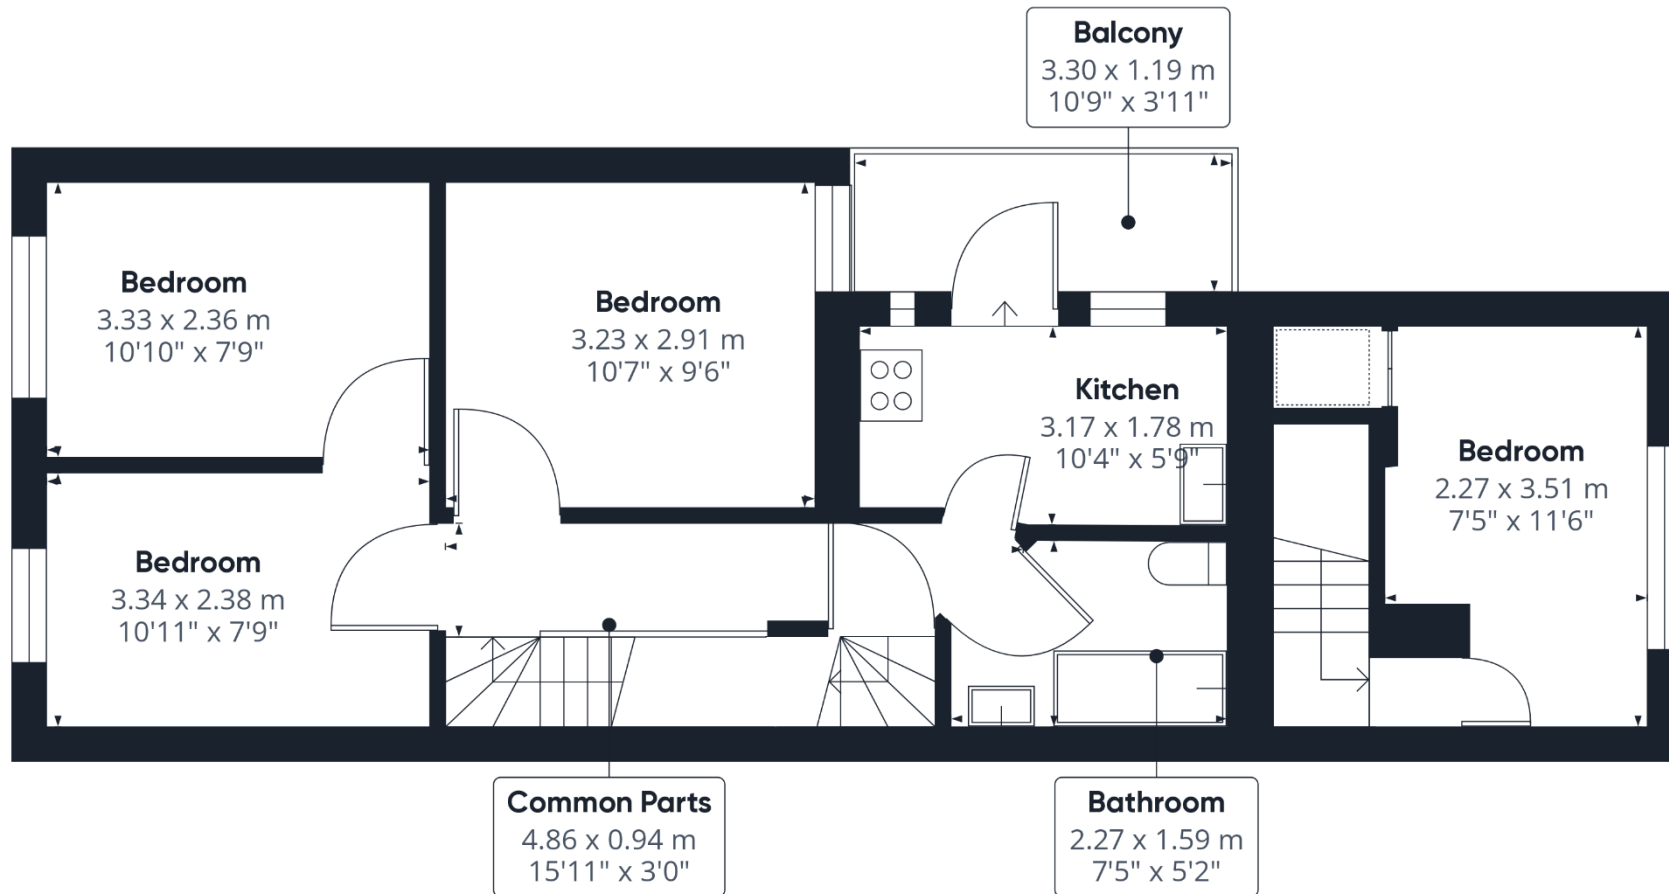 Balcony
3.30 x 1.19 m
10'9" x 3'11"
Bedroom
3.33 x 2.36 m
10'10" x 7'9"
Bedroom
3.23 x 2.91 m
10'7" x 9'6"
Kitchen
3.17 x 1.78 m
10'4" x 5'9"
Bedroom
2.27 x 3.51 m
7'5" x 11'6"
Bedroom
3.34 x 2.38 m
10'11" x 7'9"
Common Parts
4.86 x 0.94 m
15'11" x 3'0"
Bathroom
2.27 x 1.59 m
7'5" x 5'2"